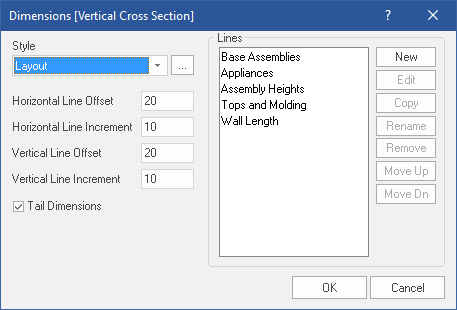 Dimensions [Vertical Cross Section]
?
Style
Layout
...
Horizontal Line Offset 20
Horizontal Line Increment 10
Vertical Line Offset 20
Vertical Line Increment 10
Tail Dimensions
Lines
Base Assemblies
Appliances
Assembly Heights
Tops and Molding
Wall Length
New
Edit
Copy
Rename
Remove
Move Up
Move Dn
OK
Cancel